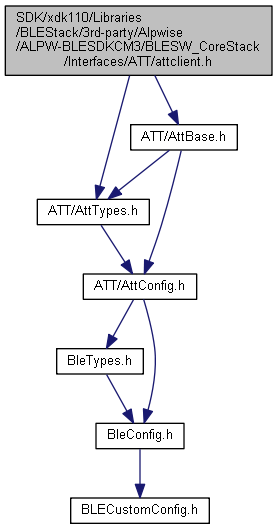 SDK/xdk110/Libraries
/BLEStack/3rd-party/Alpwise
/ALPW-BLESDKCM3/BLESW_CoreStack
/Interfaces/ATT/attclient.h
ATT/AttBase.h
ATT/AttTypes.h
ATT/AttConfig.h
BleTypes.h
BleConfig.h
BLECustomConfig.h